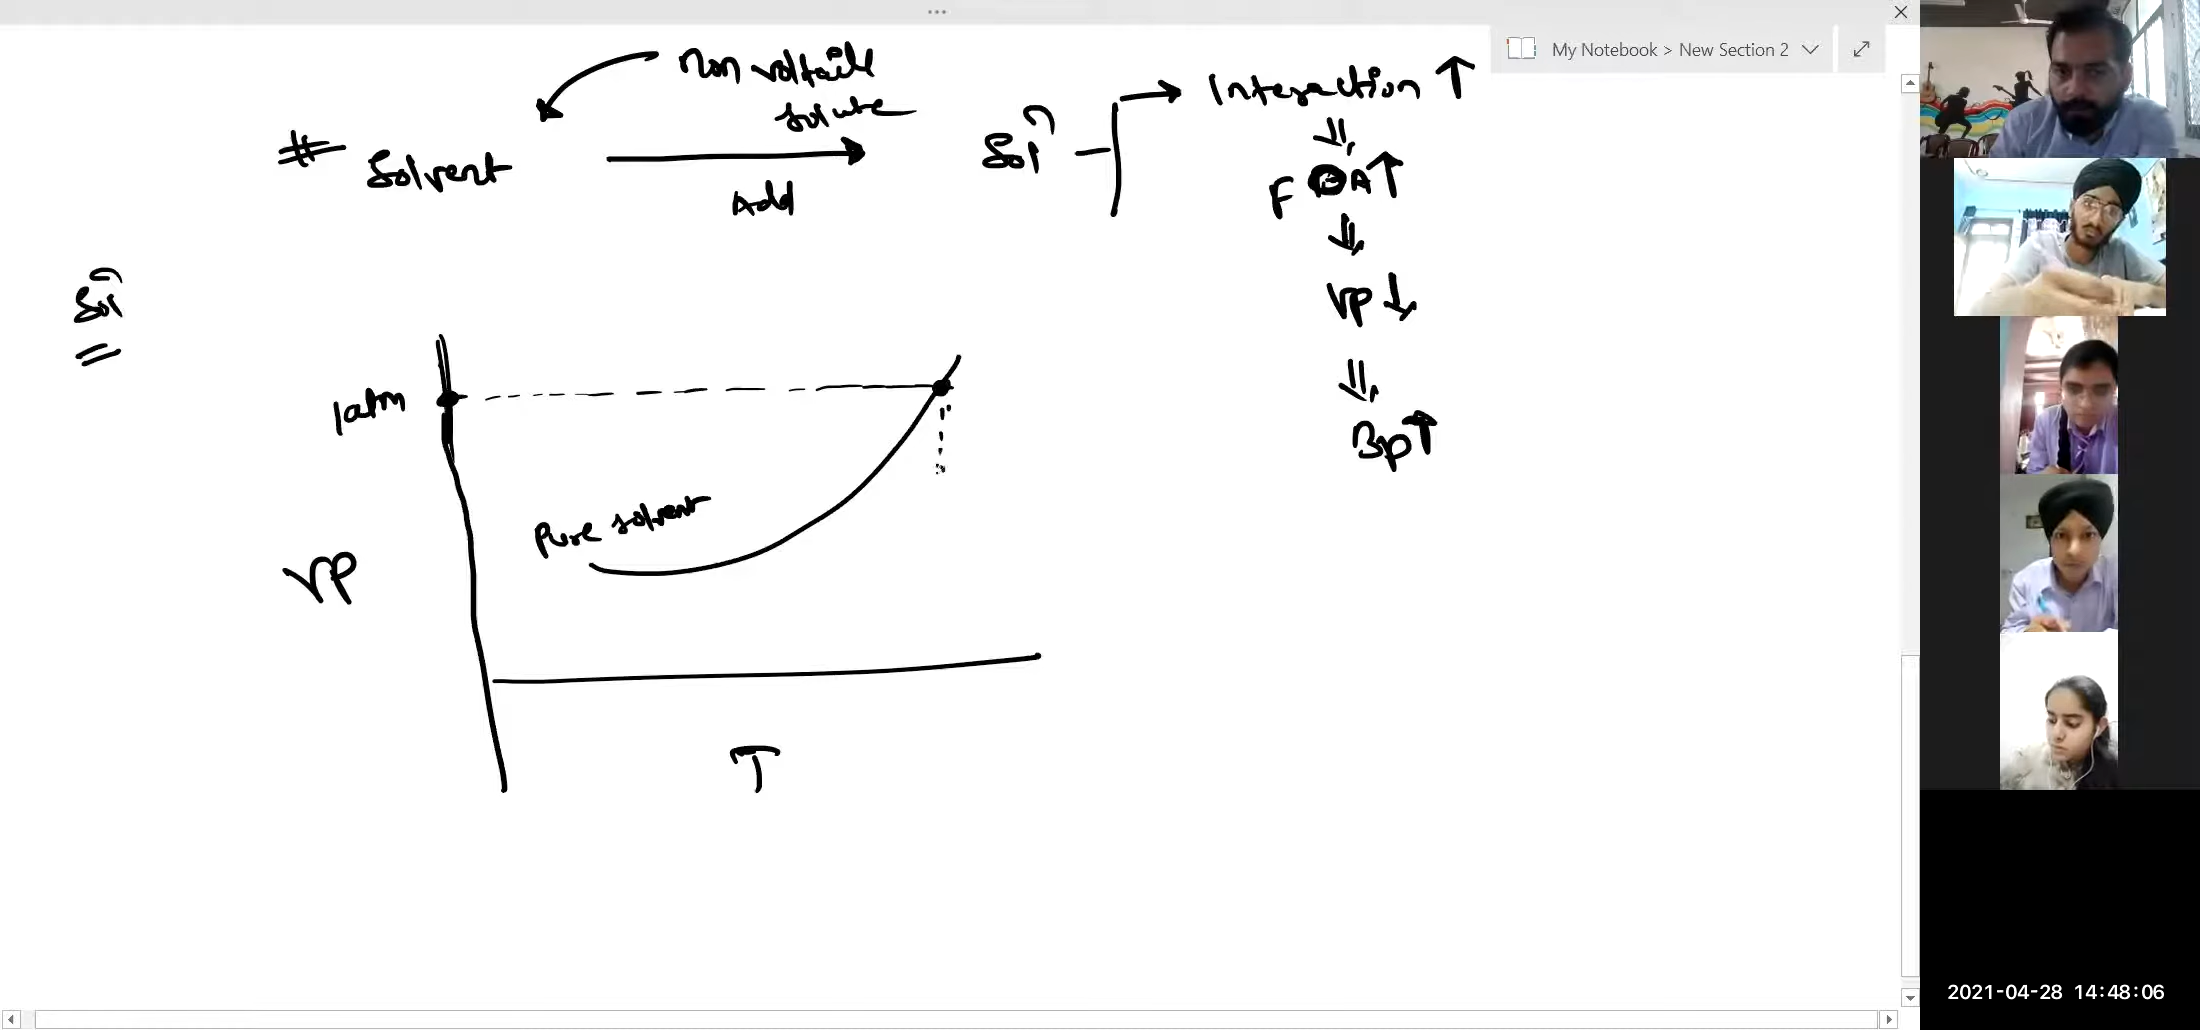 My Notebook > New Section 2
non voltaile
solute
# Solvent
Add
Solⁿ
Interaction ↑
⇓
F O A ↑
⇓
VP ↓
⇓
Bp ↑
Solⁿ
1atm
Pure solvent
VP
T
2021-04-28 14:48:06